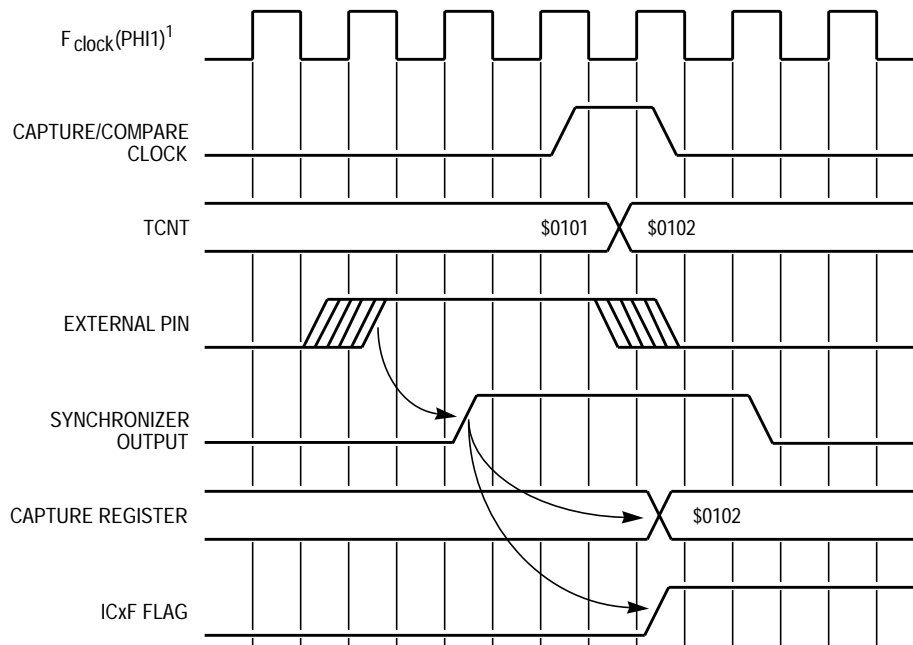 F clock(PHI1)1
CAPTURE/COMPARE
CLOCK
TCNT
$0101
$0102
EXTERNAL PIN
SYNCHRONIZER
OUTPUT
CAPTURE REGISTER
$0102
ICxF FLAG